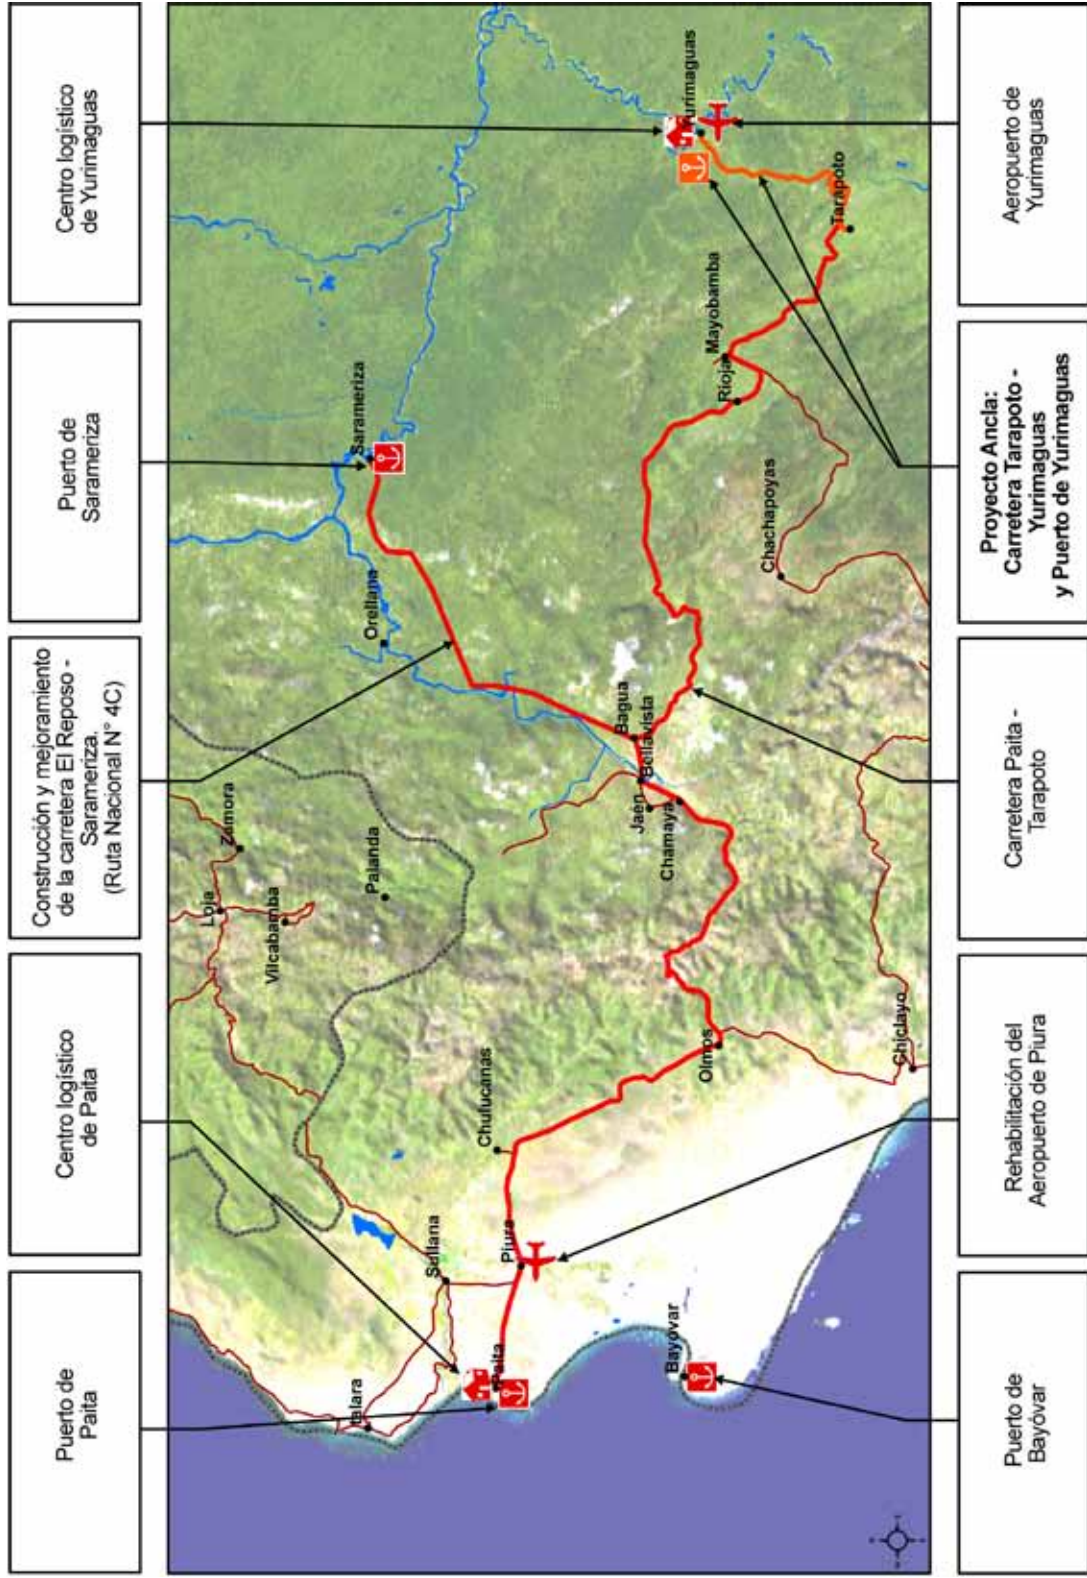 Puerto de
Paita
Centro logístico
de Paita
Construcción y mejoramiento
de la carretera El Reposo -
Sarameriza.
(Ruta Nacional N° 4C)
Puerto de
Sarameriza
Centro logístico
de Yurimaguas
Loja
Zamora
Vilcabamba
Palanda
Talara
Sullana
Chulucanas
Orellana
Sarameriza
Paita
Piura
Bagua
Bellavista
Jaén
Chamaya
Yurimaguas
Bayóvar
Olmos
Rioja
Mayobamba
Chachapoyas
Tarapoto
Chiclayo
Puerto de
Bayóvar
Rehabilitación del
Aeropuerto de Piura
Carretera Paita -
Tarapoto
Proyecto Ancla:
Carretera Tarapoto -
Yurimaguas
y Puerto de Yurimaguas
Aeropuerto de
Yurimaguas